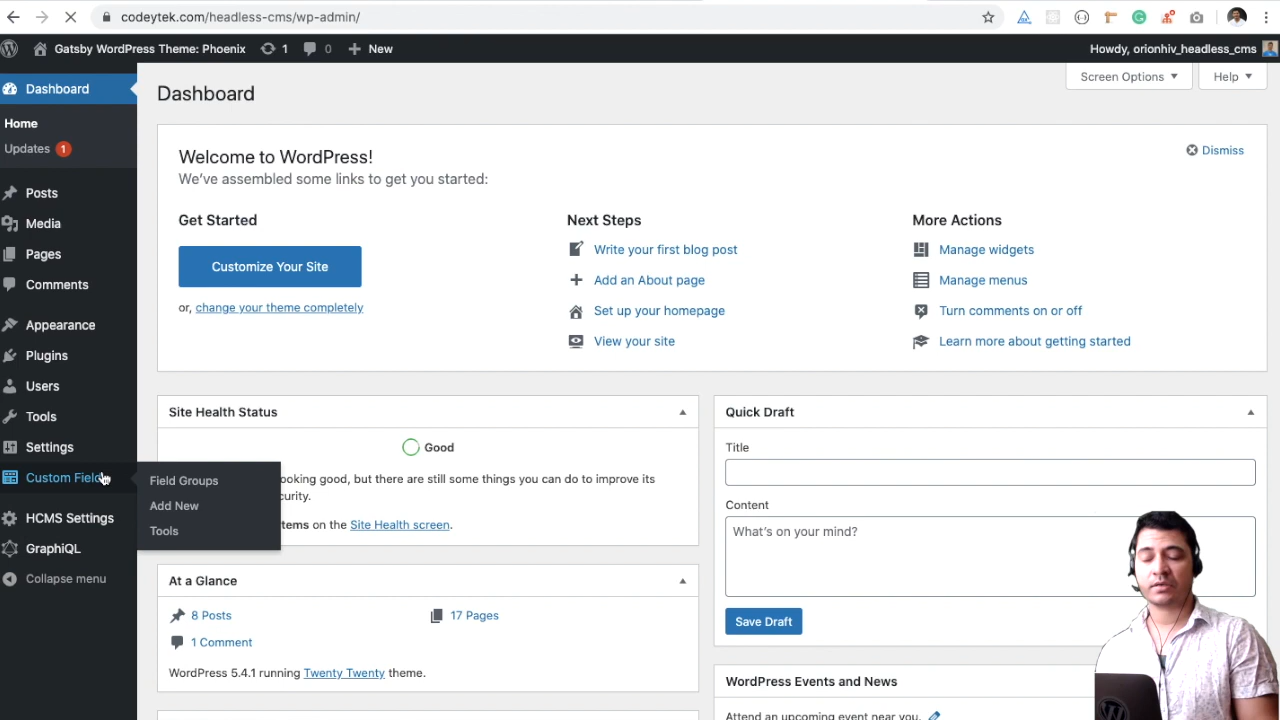 codeytek.com/headless-cms/wp-admin/
Gatsby WordPress Theme: Phoenix 1 0 New
Howdy, orionhiv_headless_cms
Dashboard
Home
Updates 1
Posts
Media
Pages
Comments
Appearance
Plugins
Users
Tools
Settings
Custom Field
HCMS Settings
GraphiQL
Collapse menu
Field Groups
Add New
Tools
Screen Options
Help
Dashboard
Welcome to WordPress!
We've assembled some links to get you started:
Dismiss
Get Started
Customize Your Site
or, change your theme completely
Next Steps
Write your first blog post
Add an About page
Set up your homepage
View your site
More Actions
Manage widgets
Manage menus
Turn comments on or off
Learn more about getting started
Site Health Status
Good
ooking good, but there are still some things you can do to improve its
curity.
tems on the Site Health screen.
At a Glance
8 Posts
17 Pages
1 Comment
WordPress 5.4.1 running Twenty Twenty theme.
Quick Draft
Title
Content
What's on your mind?
Save Draft
WordPress Events and News
Attend an upcoming event near you.